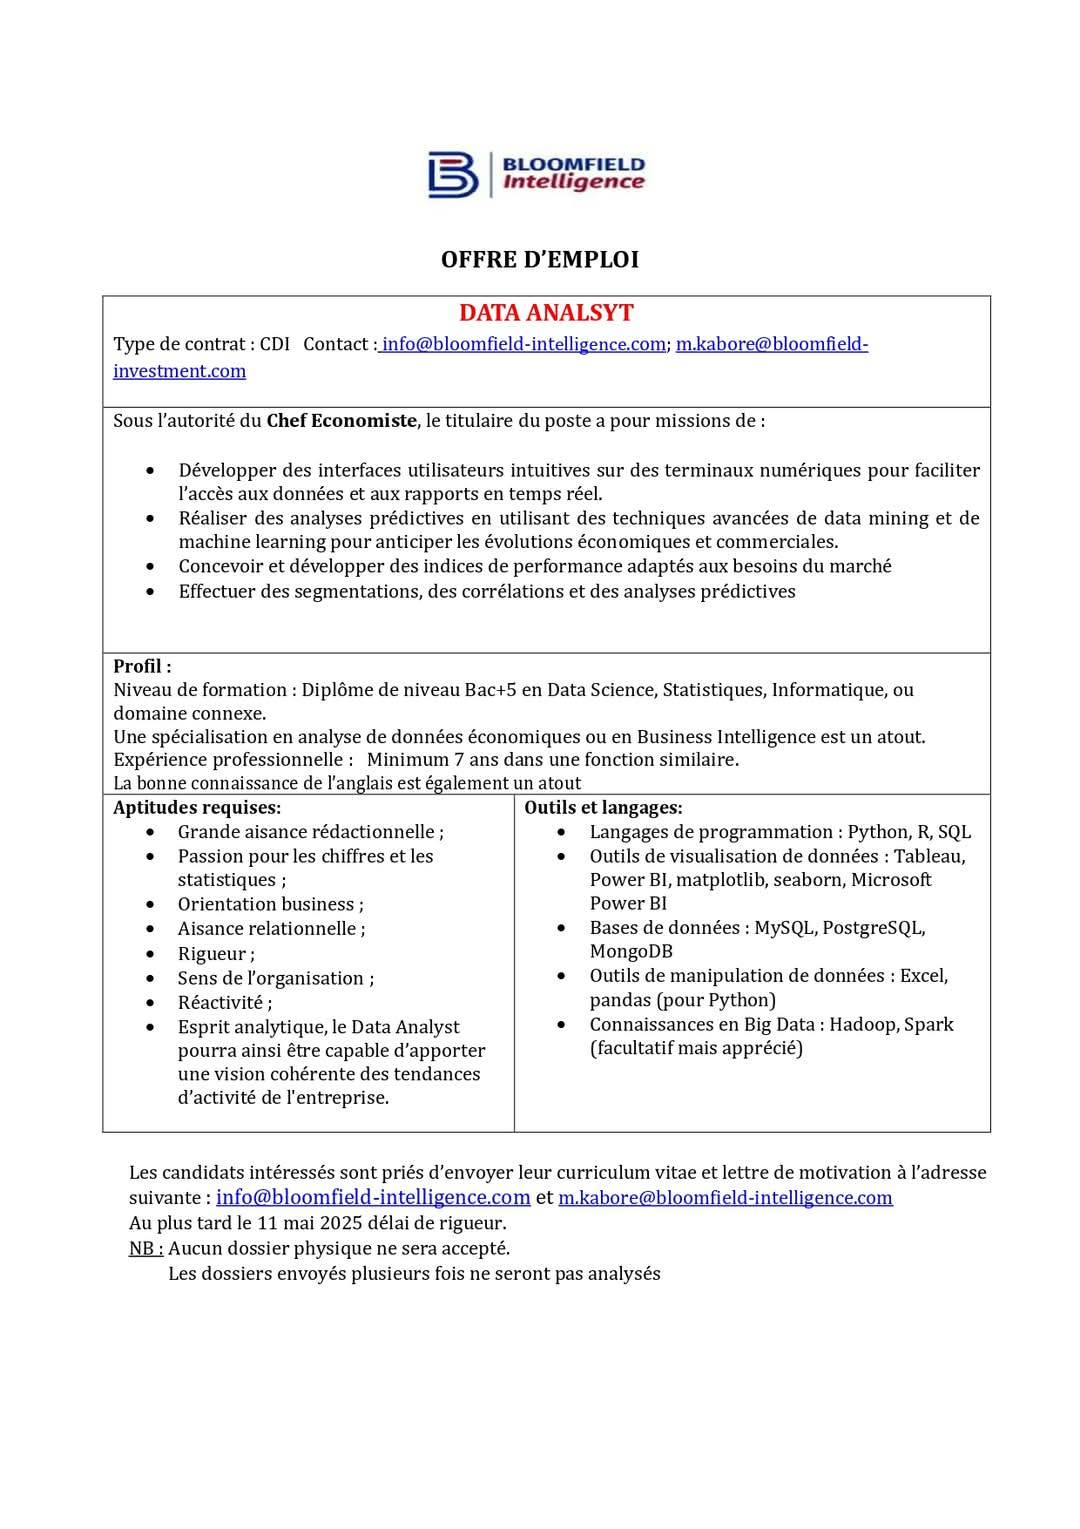 BLOOMFIELD
Intelligence
OFFRE D’EMPLOI
DATA ANALSYT
Type de contrat : CDI Contact : info@bloomfield-intelligence.com; m.kabore@bloomfield-
investment.com
Sous l’autorité du Chef Economiste, le titulaire du poste a pour missions de :
• Développer des interfaces utilisateurs intuitives sur des terminaux numériques pour faciliter
l’accès aux données et aux rapports en temps réel.
• Réaliser des analyses prédictives en utilisant des techniques avancées de data mining et de
machine learning pour anticiper les évolutions économiques et commerciales.
• Concevoir et développer des indices de performance adaptés aux besoins du marché
• Effectuer des segmentations, des corrélations et des analyses prédictives
Profil :
Niveau de formation : Diplôme de niveau Bac+5 en Data Science, Statistiques, Informatique, ou
domaine connexe.
Une spécialisation en analyse de données économiques ou en Business Intelligence est un atout.
Expérience professionnelle : Minimum 7 ans dans une fonction similaire.
La bonne connaissance de l’anglais est également un atout
Aptitudes requises:
• Grande aisance rédactionnelle ;
• Passion pour les chiffres et les
statistiques ;
• Orientation business ;
• Aisance relationnelle ;
• Rigueur ;
• Sens de l’organisation ;
• Réactivité ;
• Esprit analytique, le Data Analyst
pourra ainsi être capable d’apporter
une vision cohérente des tendances
d’activité de l'entreprise.
Outils et langages:
• Langages de programmation : Python, R, SQL
• Outils de visualisation de données : Tableau,
Power BI, matplotlib, seaborn, Microsoft
Power BI
• Bases de données : MySQL, PostgreSQL,
MongoDB
• Outils de manipulation de données : Excel,
pandas (pour Python)
• Connaissances en Big Data : Hadoop, Spark
(facultatif mais apprécié)
Les candidats intéressés sont priés d’envoyer leur curriculum vitae et lettre de motivation à l’adresse
suivante : info@bloomfield-intelligence.com et m.kabore@bloomfield-intelligence.com
Au plus tard le 11 mai 2025 délai de rigueur.
NB : Aucun dossier physique ne sera accepté.
Les dossiers envoyés plusieurs fois ne seront pas analysés